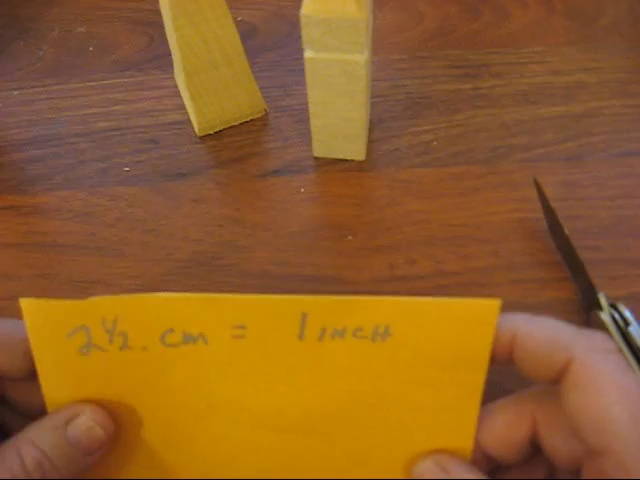 2½. cm = 1 INCH